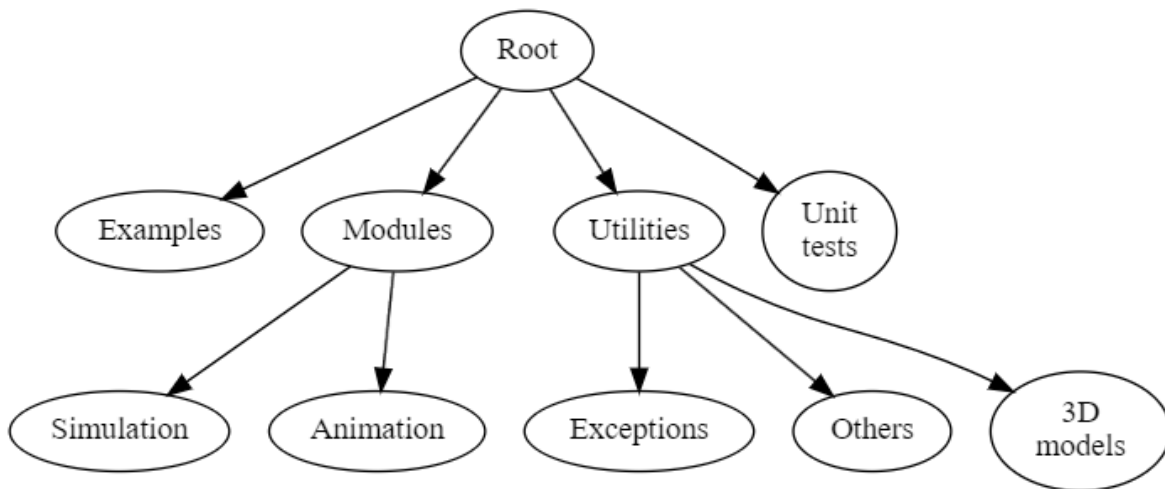 Root
Examples
Modules
Utilities
Unit
tests
Simulation
Animation
Exceptions
Others
3D
models